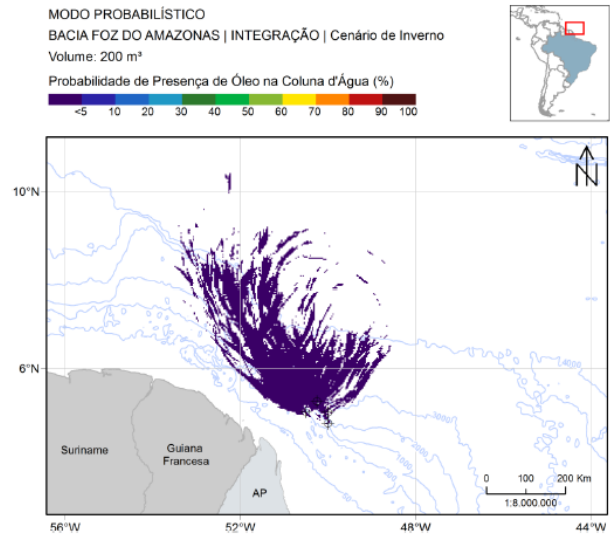 MODO PROBABILÍSTICO
BACIA FOZ DO AMAZONAS | INTEGRAÇÃO | Cenário de Inverno
Volume: 200 m³
Probabilidade de Presença de Óleo na Coluna d'Água (%)
<5 10 20 30 40 50 60 70 80 90 100
N
10°N
6°N
4000
Suriname
Guiana
Francesa
AP
0 100 200 Km
1:8.000.000
56°W 52°W 48°W 44°W